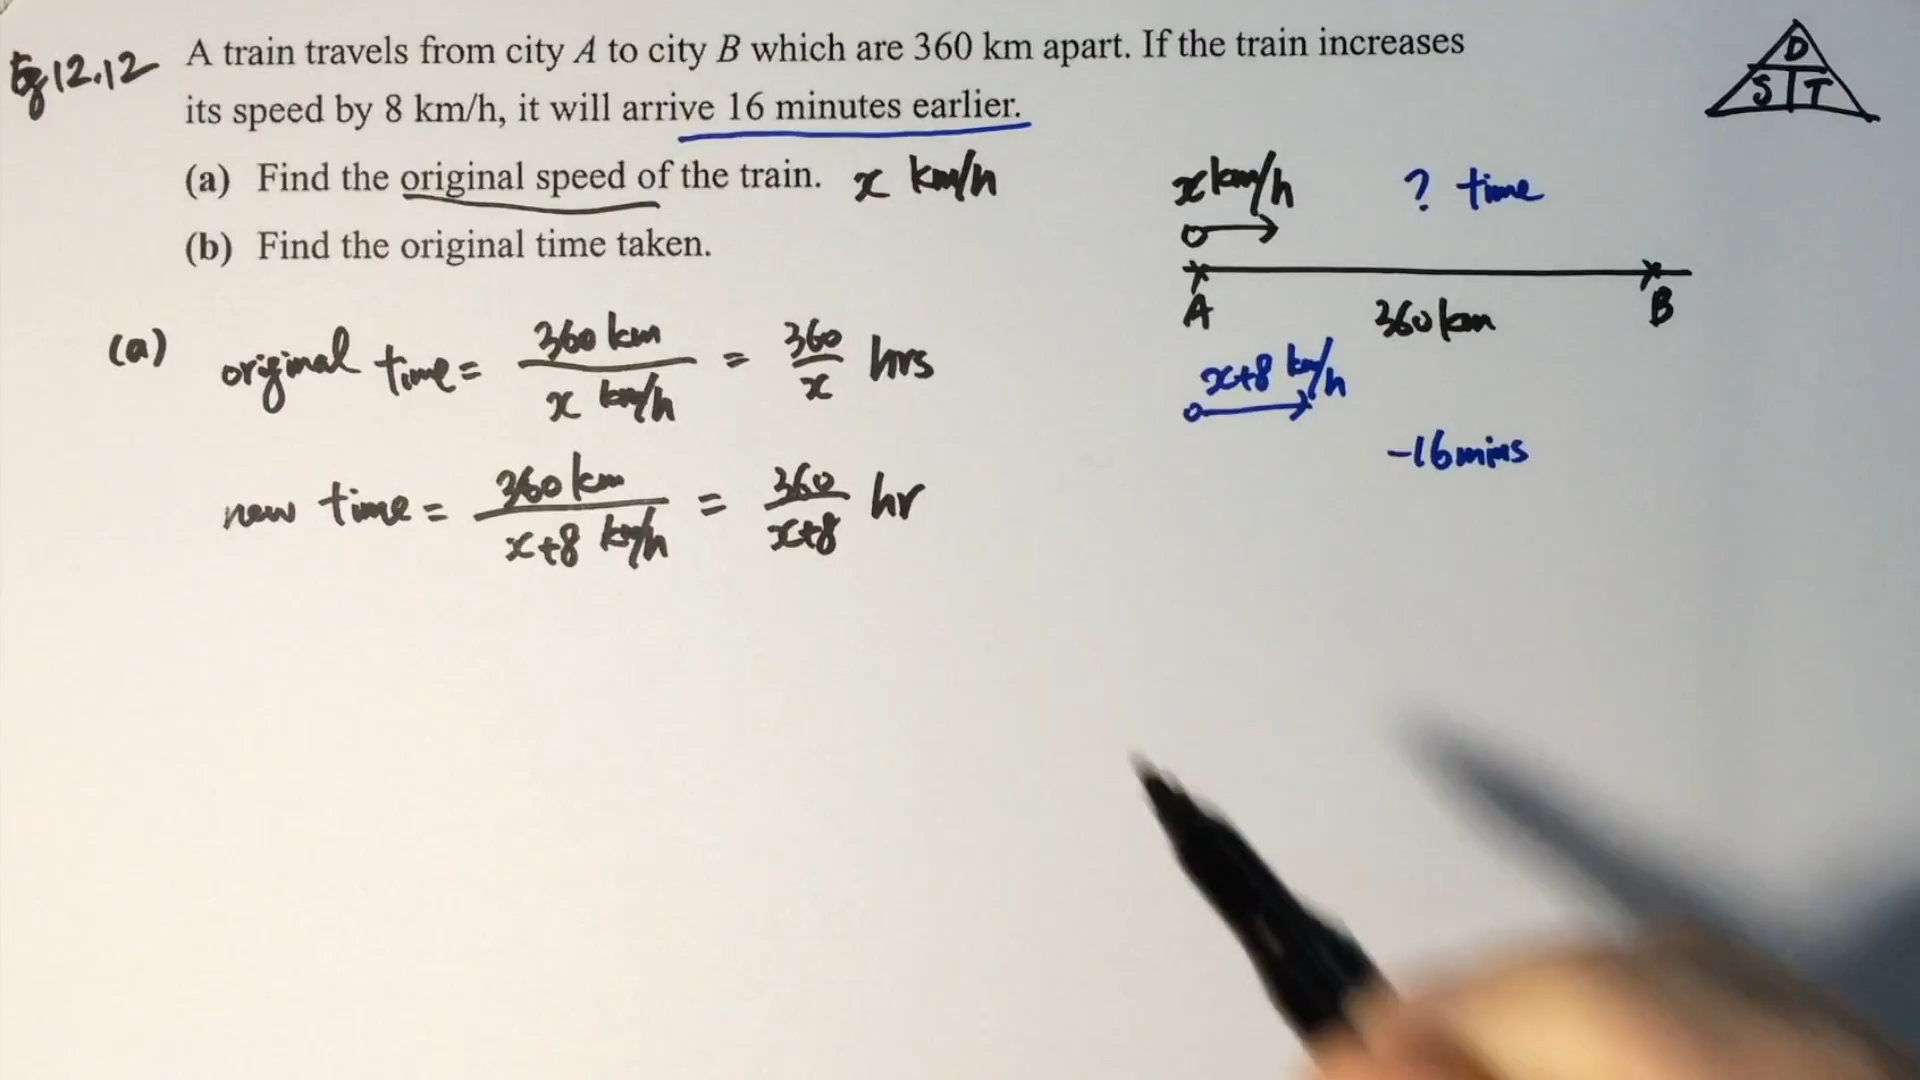 Eg 12.12
A train travels from city A to city B which are 360 km apart. If the train increases
its speed by 8 km/h, it will arrive 16 minutes earlier.
(a) Find the original speed of the train. x km/h
(b) Find the original time taken.
D
S T
x km/h ? time
A 360 km B
x+8 km/h
-16 mins
(a) original time = 360 km / x km/h = 360 / x hrs
new time = 360 km / x+8 km/h = 360 / x+8 hr